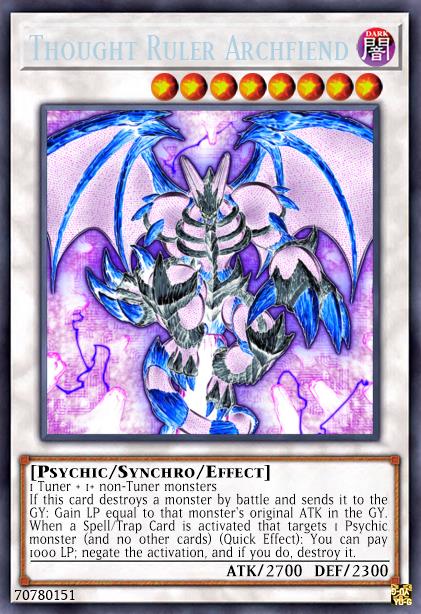 Thought Ruler Archfiend
DARK
闇
[Psychic/Synchro/Effect]
1 Tuner + 1+ non-Tuner monsters
If this card destroys a monster by battle and sends it to the
GY: Gain LP equal to that monster's original ATK in the GY.
When a Spell/Trap Card is activated that targets 1 Psychic
monster (and no other cards) (Quick Effect): You can pay
1000 LP; negate the activation, and if you do, destroy it.
ATK/2700 DEF/2300
70780151